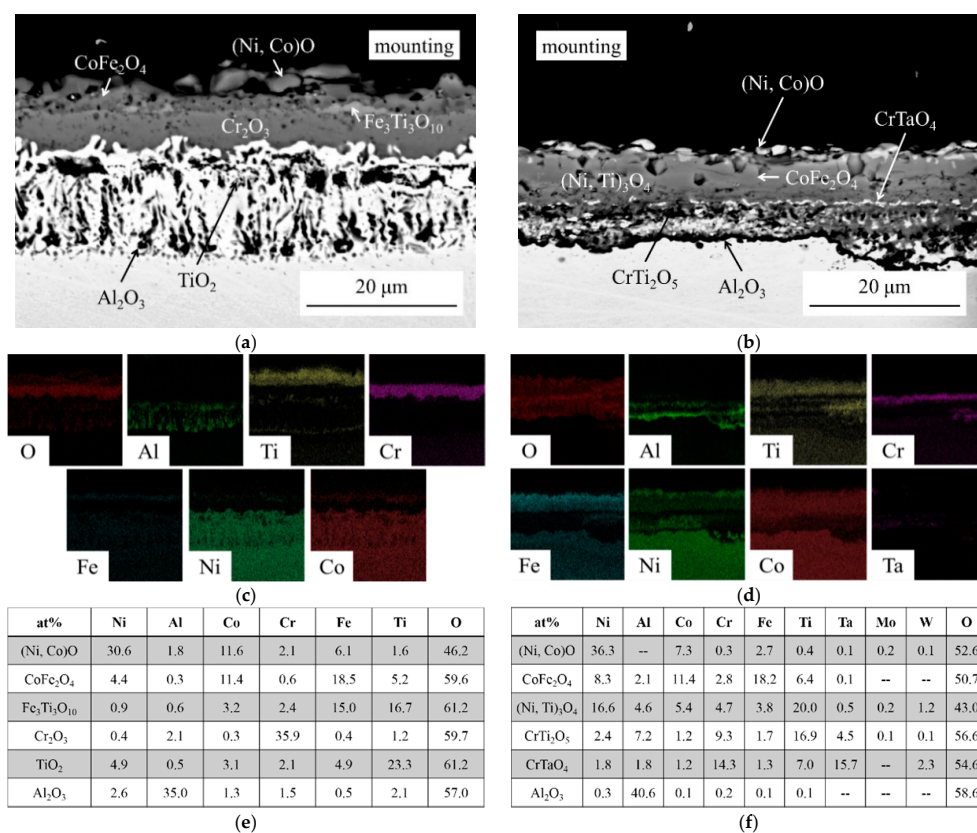 mounting
(Ni, Co)O
CoFe₂O₄
Fe₃Ti₃O₁₀
Cr₂O₃
TiO₂
Al₂O₃
20 μm
(a)
mounting
(Ni, Co)O
CrTaO₄
(Ni, Ti)₃O₄
CoFe₂O₄
CrTi₂O₅
Al₂O₃
20 μm
(b)
O Al Ti Cr
Fe Ni Co
(c)
O Al Ti Cr
Fe Ni Co Ta
(d)
at% Ni Al Co Cr Fe Ti O
(Ni, Co)O 30.6 1.8 11.6 2.1 6.1 1.6 46.2
CoFe₂O₄ 4.4 0.3 11.4 0.6 18.5 5.2 59.6
Fe₃Ti₃O₁₀ 0.9 0.6 3.2 2.4 15.0 16.7 61.2
Cr₂O₃ 0.4 2.1 0.3 35.9 0.4 1.2 59.7
TiO₂ 4.9 0.5 3.1 2.1 4.9 23.3 61.2
Al₂O₃ 2.6 35.0 1.3 1.5 0.5 2.1 57.0
(e)
at% Ni Al Co Cr Fe Ti Ta Mo W O
(Ni, Co)O 36.3 -- 7.3 0.3 2.7 0.4 0.1 0.2 0.1 52.6
CoFe₂O₄ 8.3 2.1 11.4 2.8 18.2 6.4 0.1 -- -- 50.7
(Ni, Ti)₃O₄ 16.6 4.6 5.4 4.7 3.8 20.0 0.5 0.2 1.2 43.0
CrTi₂O₅ 2.4 7.2 1.2 9.3 1.7 16.9 4.5 0.1 0.1 56.6
CrTaO₄ 1.8 1.8 1.2 14.3 1.3 7.0 15.7 -- 2.3 54.6
Al₂O₃ 0.3 40.6 0.1 0.2 0.1 0.1 -- -- -- 58.6
(f)